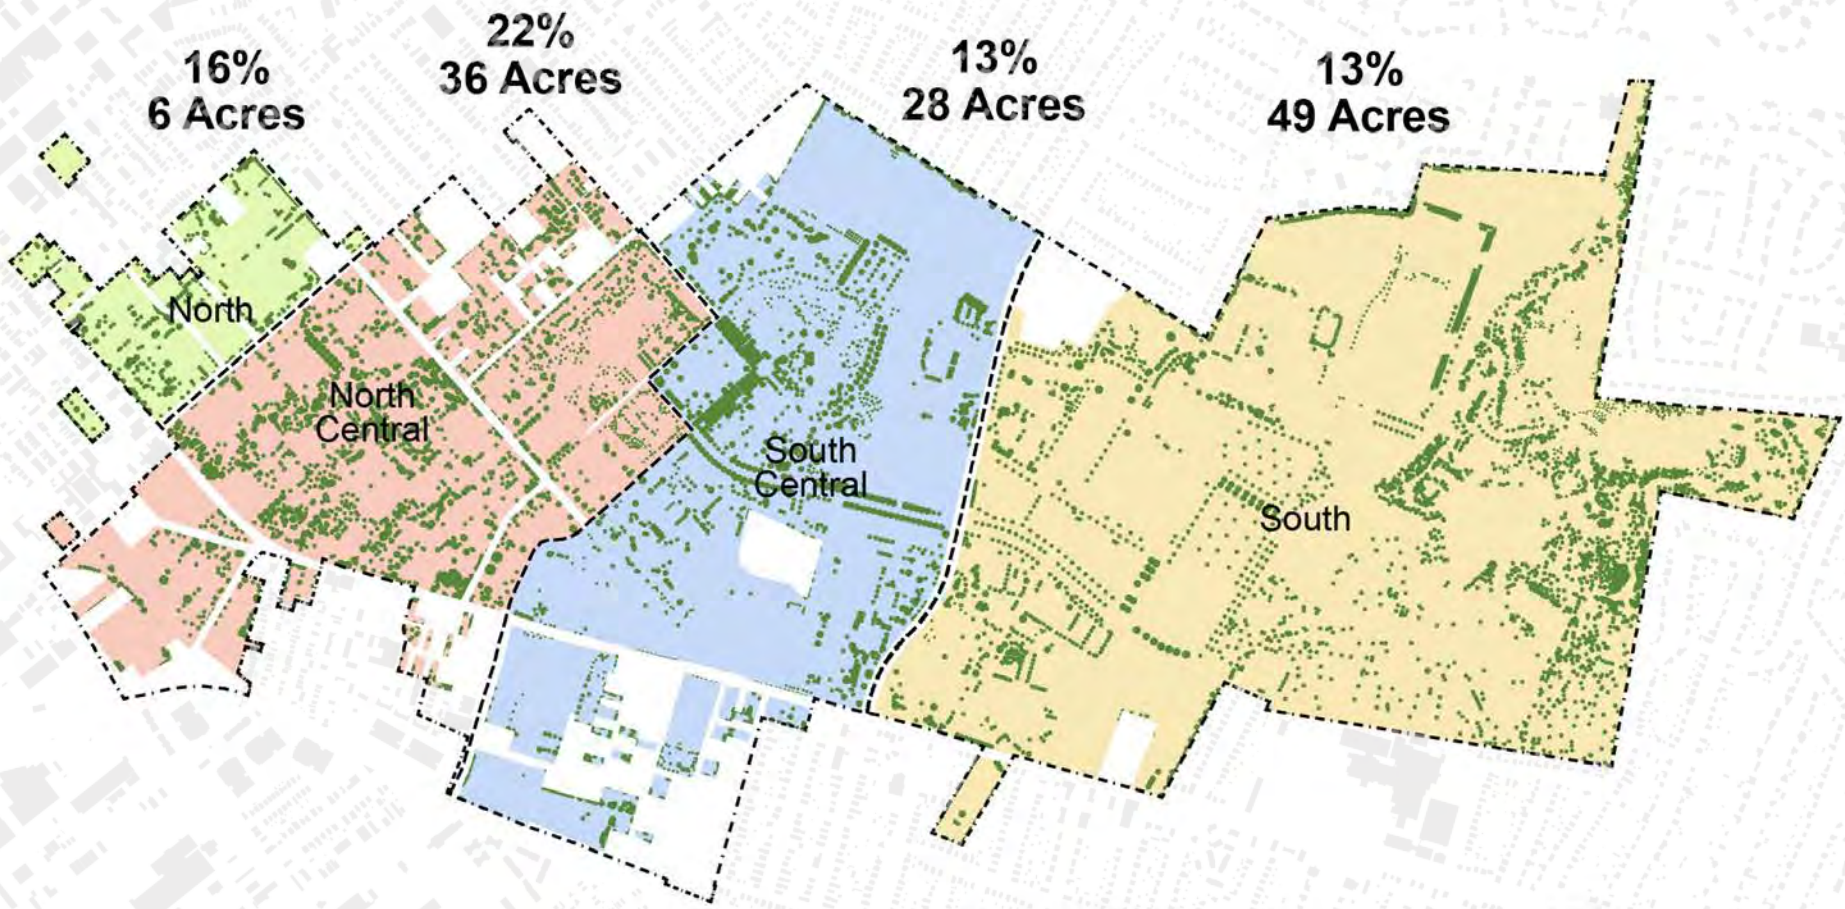 16%
6 Acres
22%
36 Acres
13%
28 Acres
13%
49 Acres
North
North
Central
South
Central
South